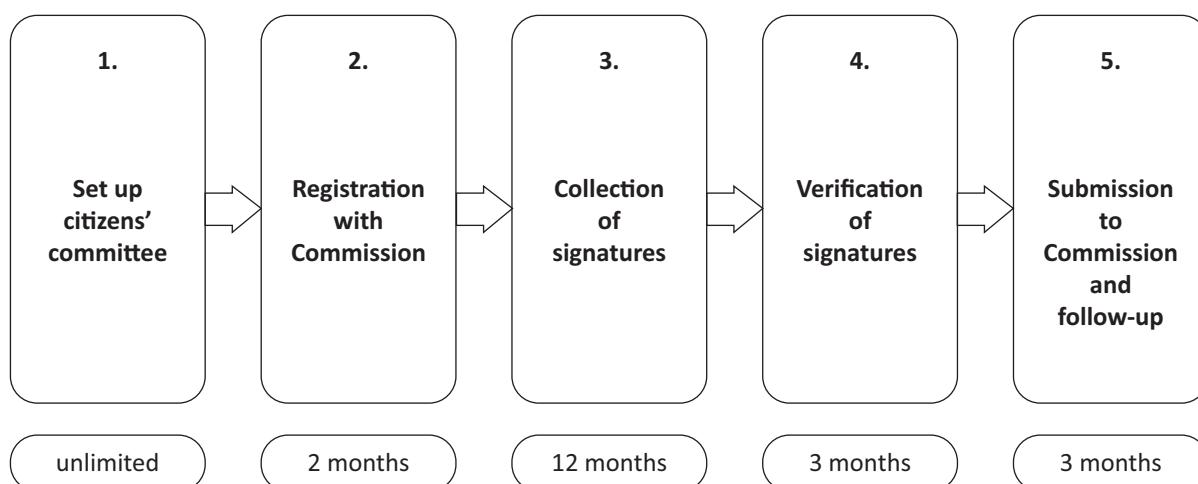 1.
Set up
citizens’
committee
unlimited
2.
Registration
with
Commission
2 months
3.
Collection
of
signatures
12 months
4.
Verification
of
signatures
3 months
5.
Submission
to
Commission
and
follow-up
3 months